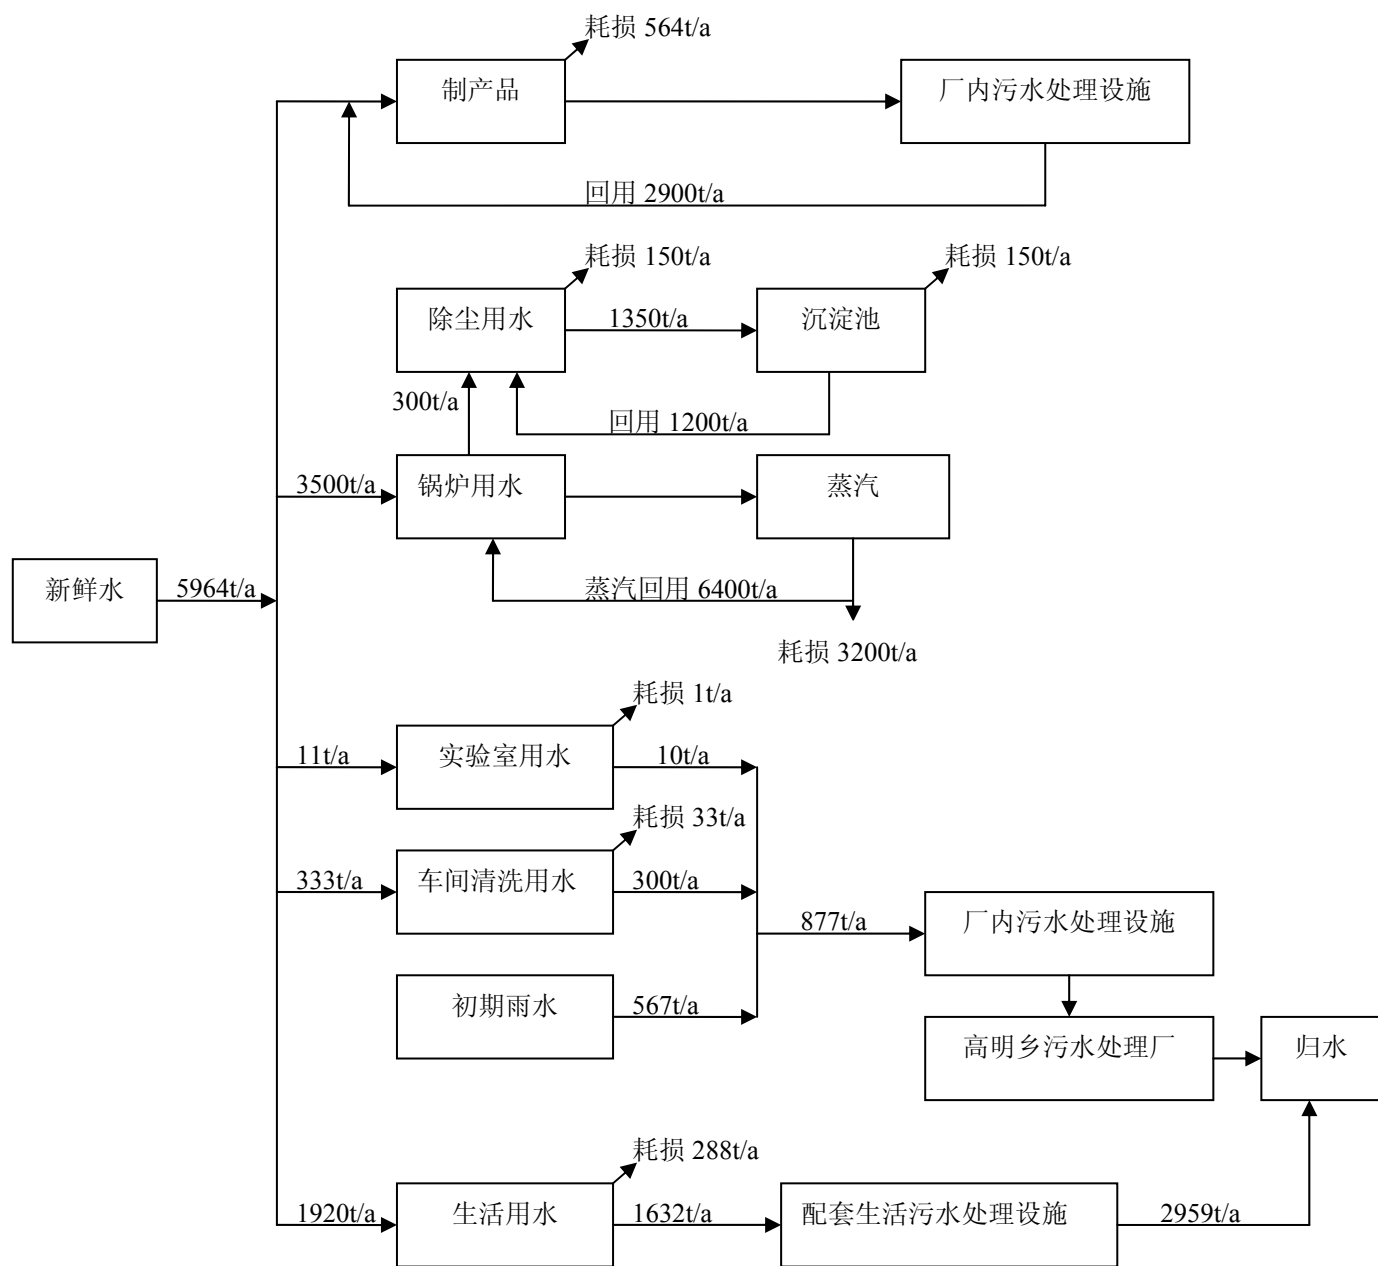 耗损 564t/a
制产品
厂内污水处理设施
回用 2900t/a
耗损 150t/a
耗损 150t/a
除尘用水
1350t/a
沉淀池
300t/a
回用 1200t/a
3500t/a
锅炉用水
蒸汽
新鲜水
5964t/a
蒸汽回用 6400t/a
耗损 3200t/a
耗损 1t/a
11t/a
实验室用水
10t/a
耗损 33t/a
333t/a
车间清洗用水
300t/a
877t/a
厂内污水处理设施
初期雨水
567t/a
高明乡污水处理厂
归水
耗损 288t/a
1920t/a
生活用水
1632t/a
配套生活污水处理设施
2959t/a